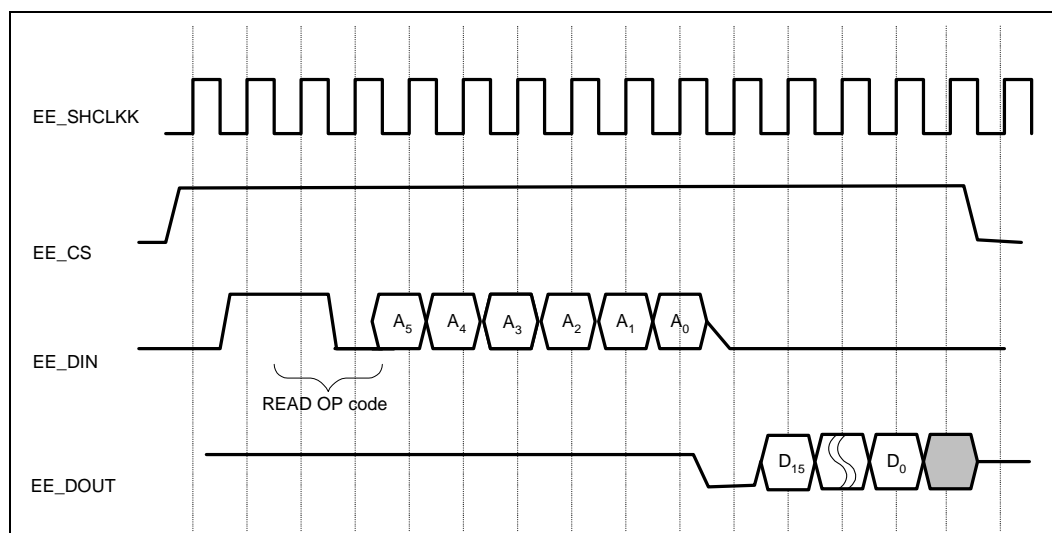 EE_SHCLKK
EE_CS
EE_DIN
A5 A4 A3 A2 A1 A0
READ OP code
EE_DOUT
D15 D0